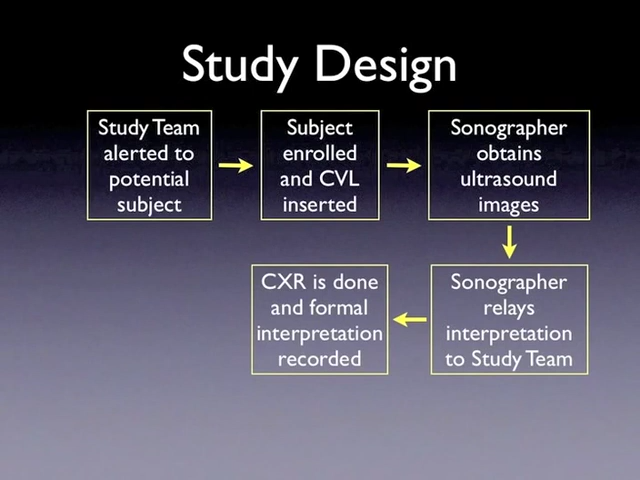 Study Design
Study Team
alerted to
potential
subject
Subject
enrolled
and CVL
inserted
Sonographer
obtains
ultrasound
images
Sonographer
relays
interpretation
to Study Team
CXR is done
and formal
interpretation
recorded